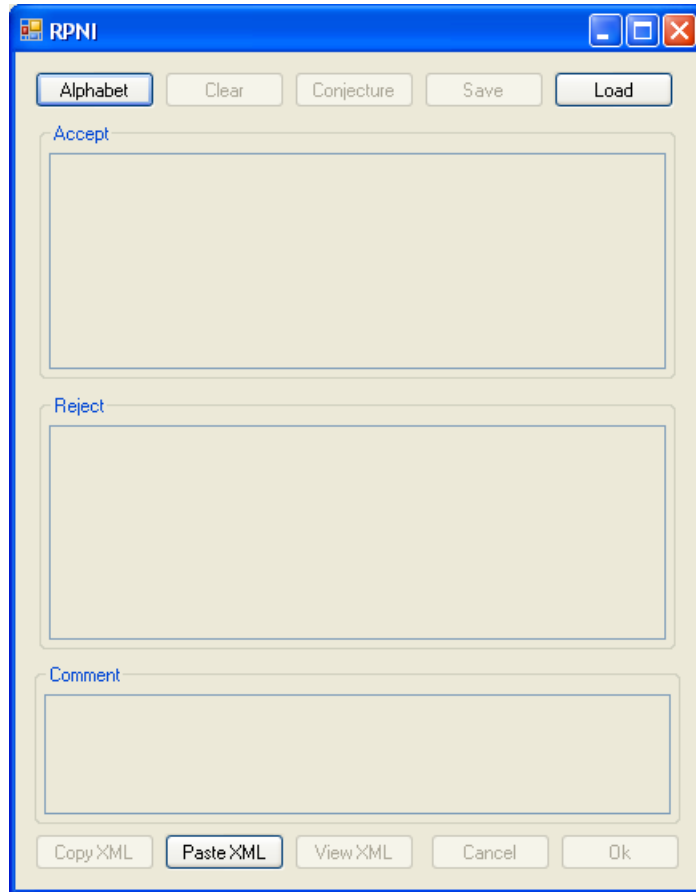 RPNI
Alphabet Clear Conjecture Save Load
Accept
Reject
Comment
Copy XML Paste XML View XML Cancel Ok